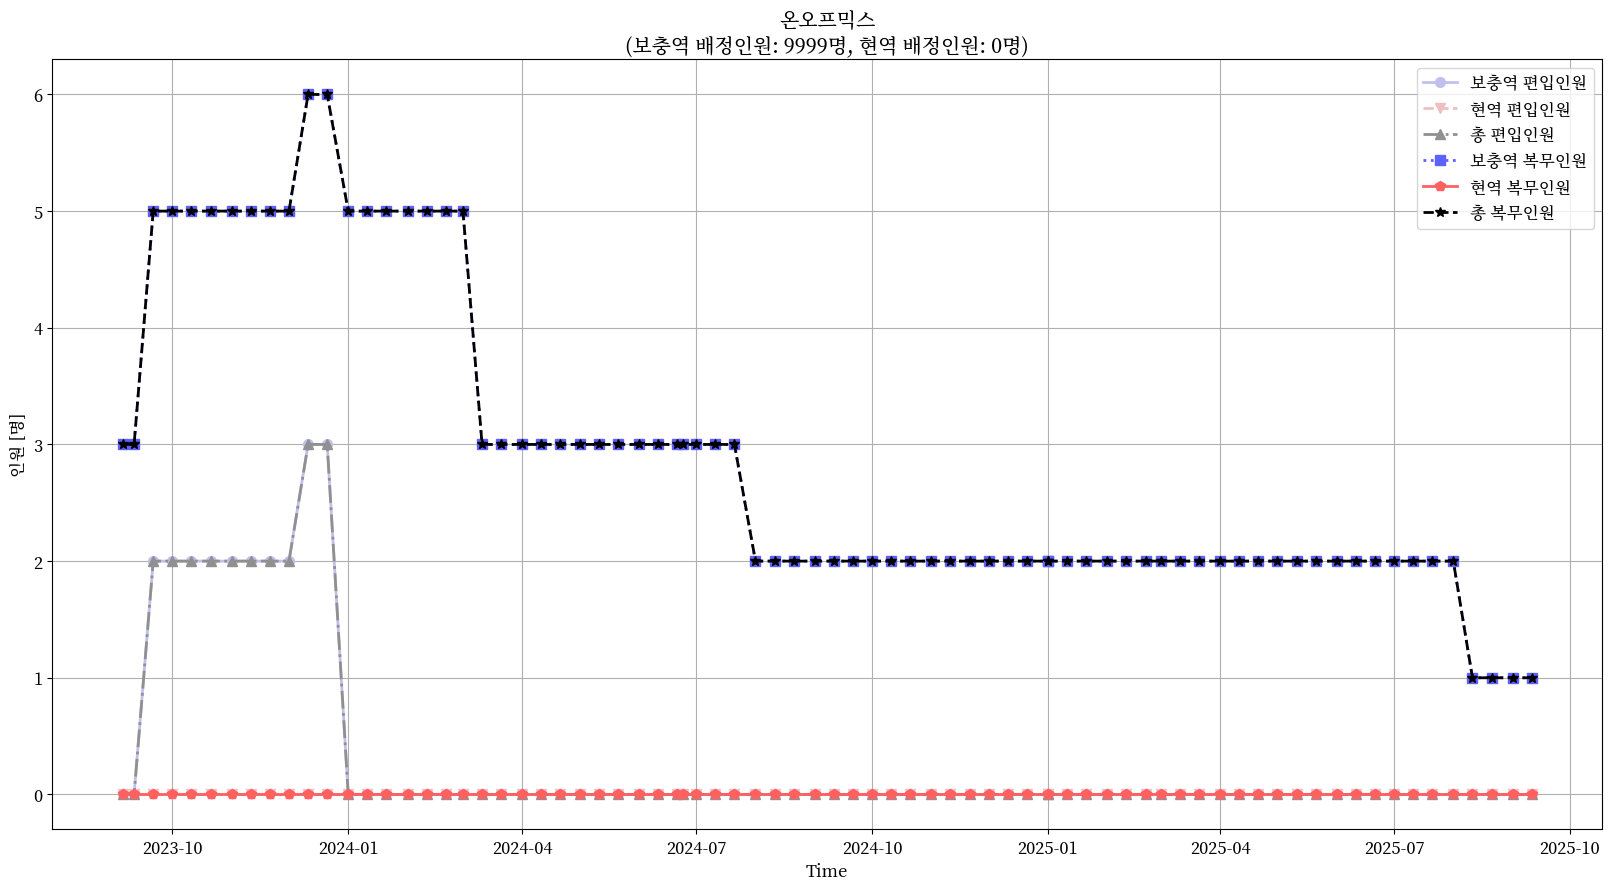 온오프믹스
(보충역 배정인원: 9999명, 현역 배정인원: 0명)
보충역 편입인원
현역 편입인원
총 편입인원
보충역 복무인원
현역 복무인원
총 복무인원
인원 [명]
6
5
4
3
2
1
0
2023-10
2024-01
2024-04
2024-07
2024-10
2025-01
2025-04
2025-07
2025-10
Time